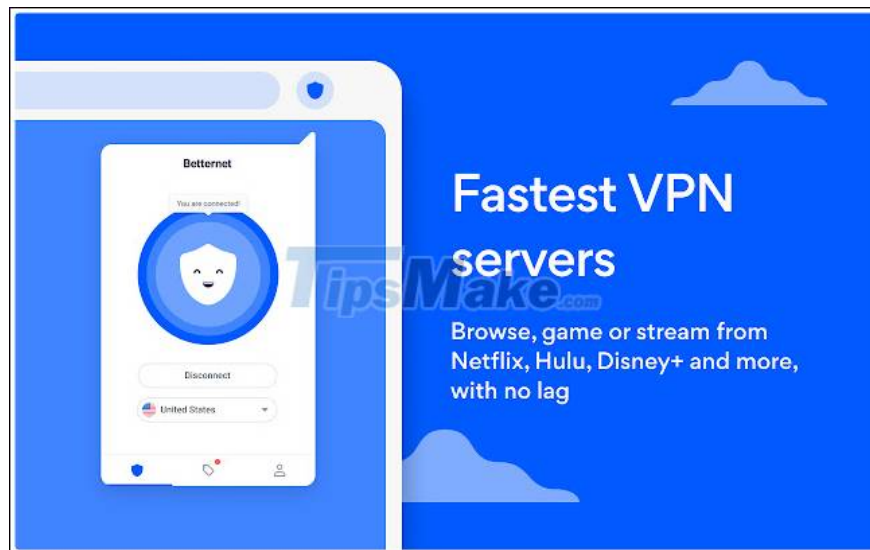 Betternet
You are connected!
Disconnect
United States
Fastest VPN
servers
TipsMake.com
Browse, game or stream from
Netflix, Hulu, Disney+ and more,
with no lag